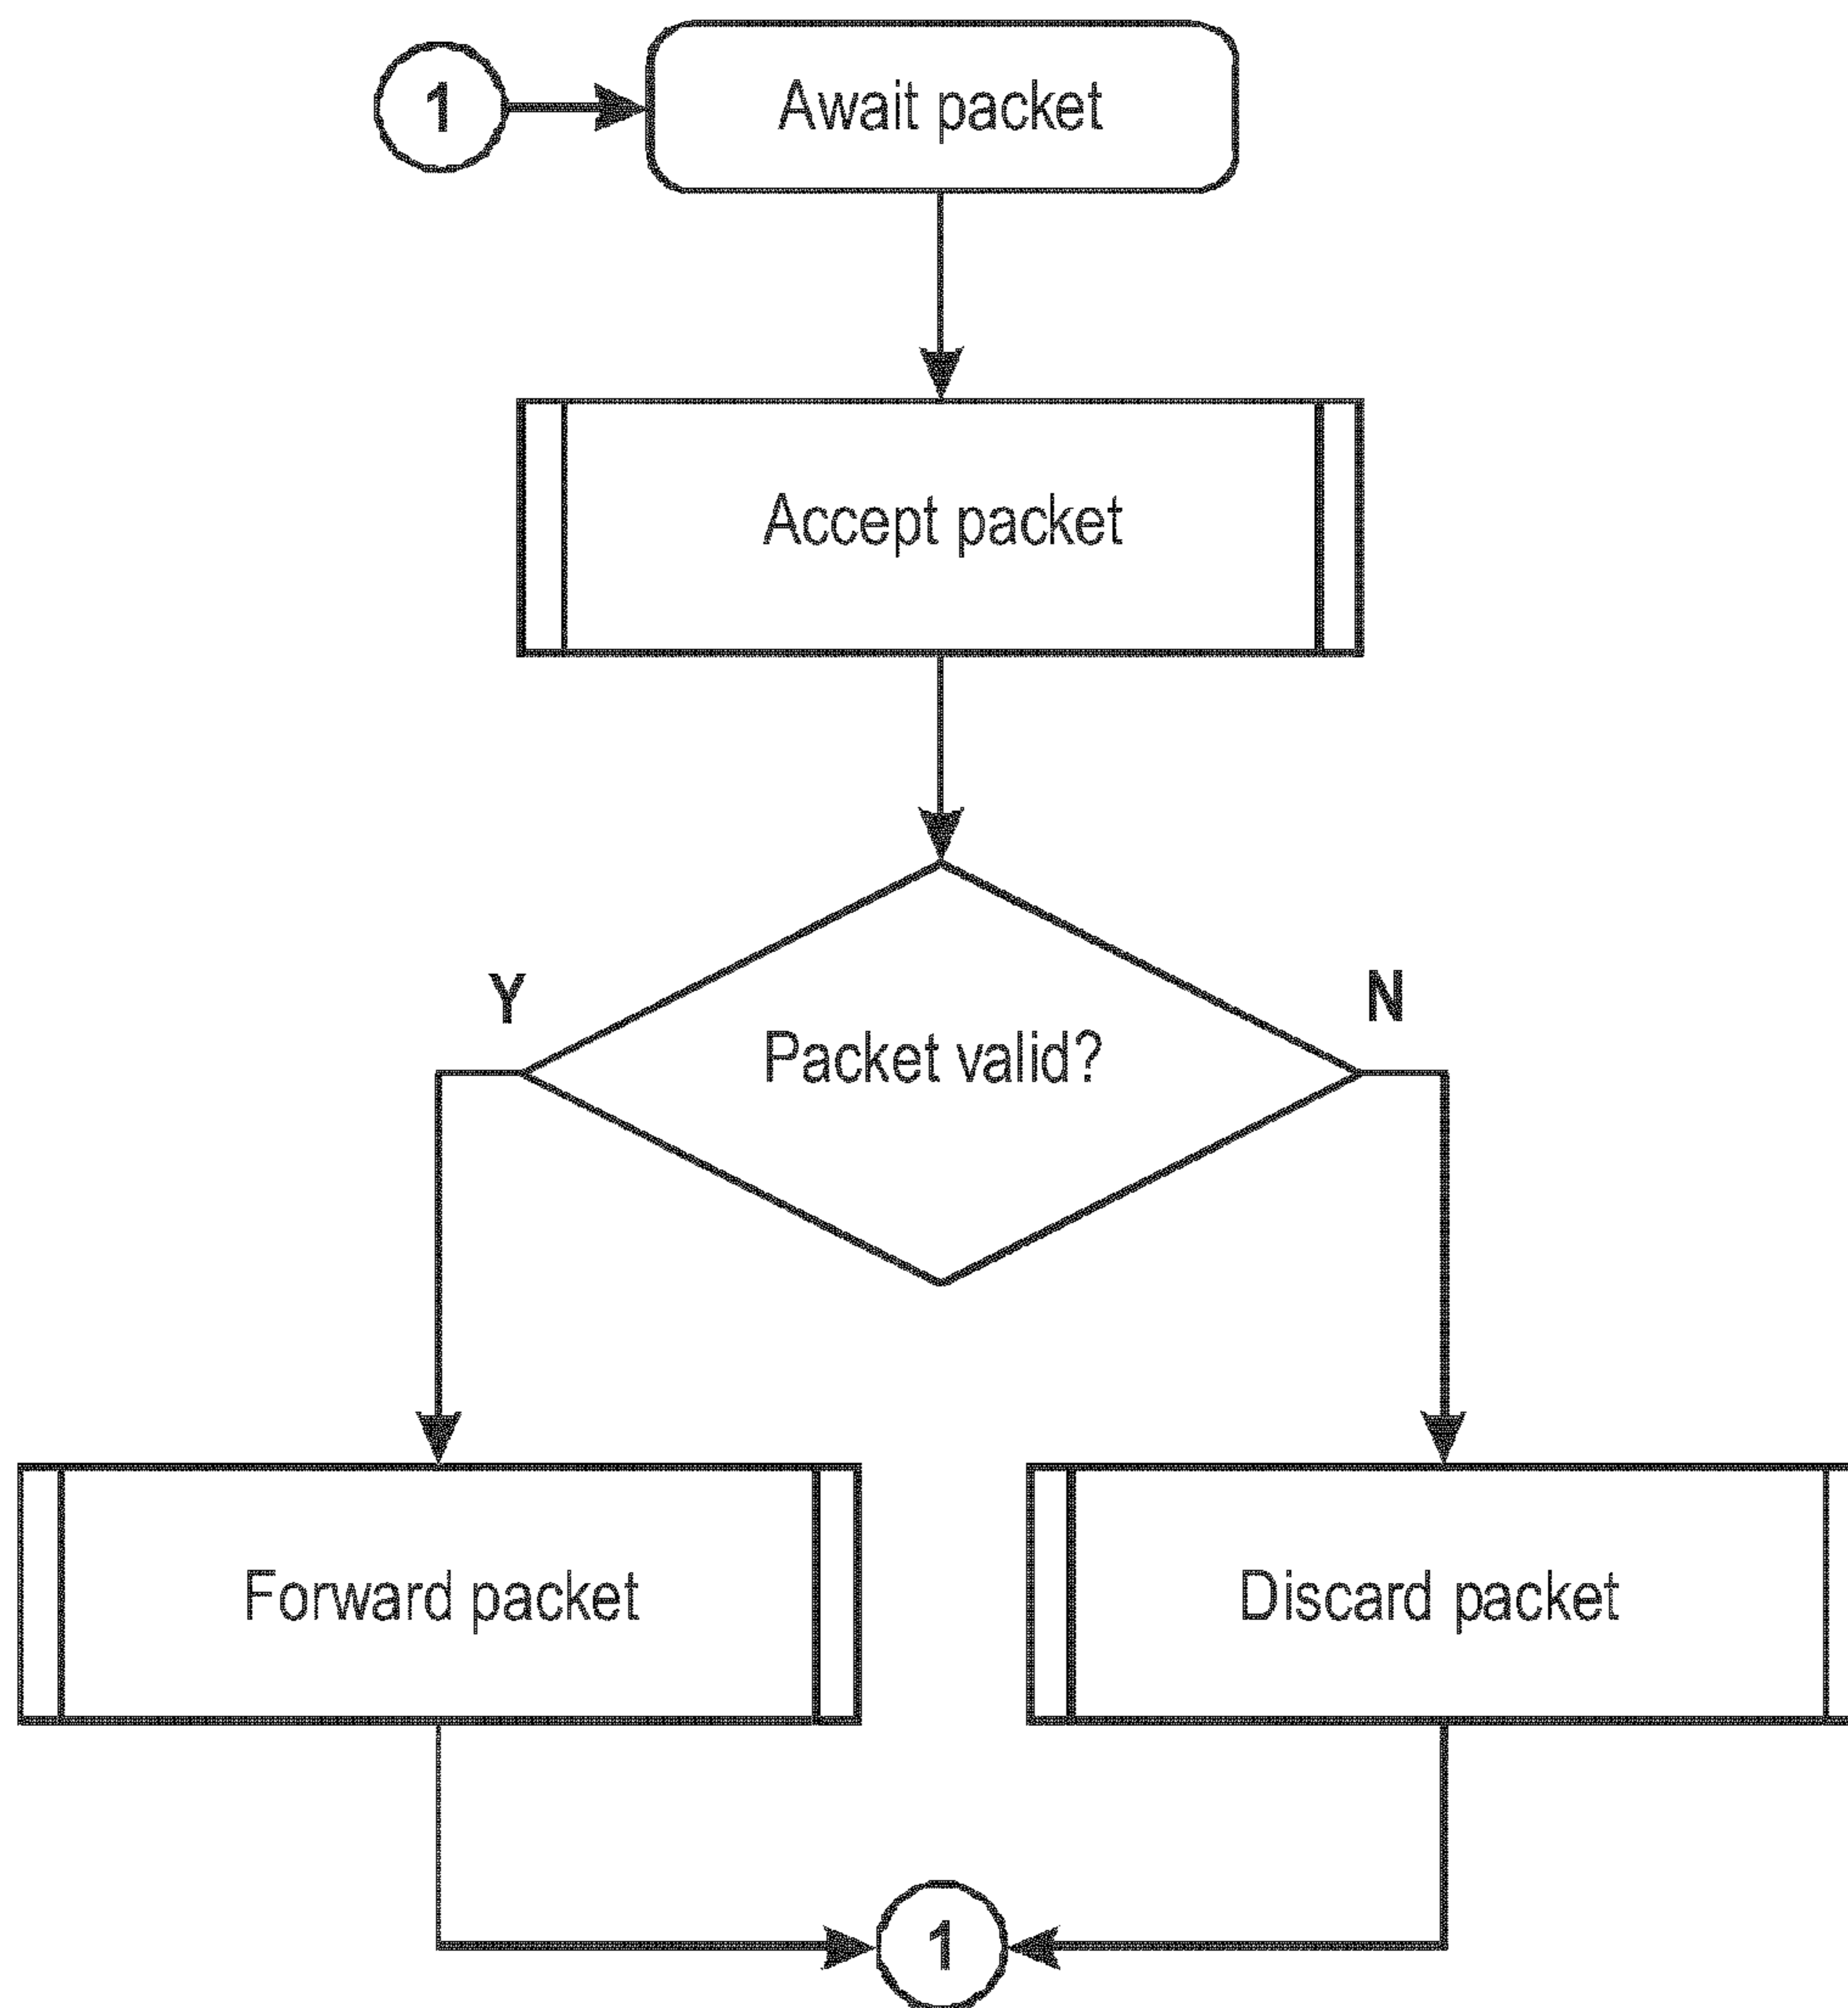 1
Await packet
Accept packet
Y
N
Packet valid?
Forward packet
Discard packet
1